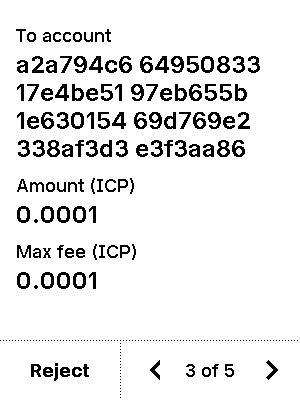 To account
a2a794c6 64950833
17e4be51 97eb655b
1e630154 69d769e2
338af3d3 e3f3aa86
Amount (ICP)
0.0001
Max fee (ICP)
0.0001
Reject
3 of 5